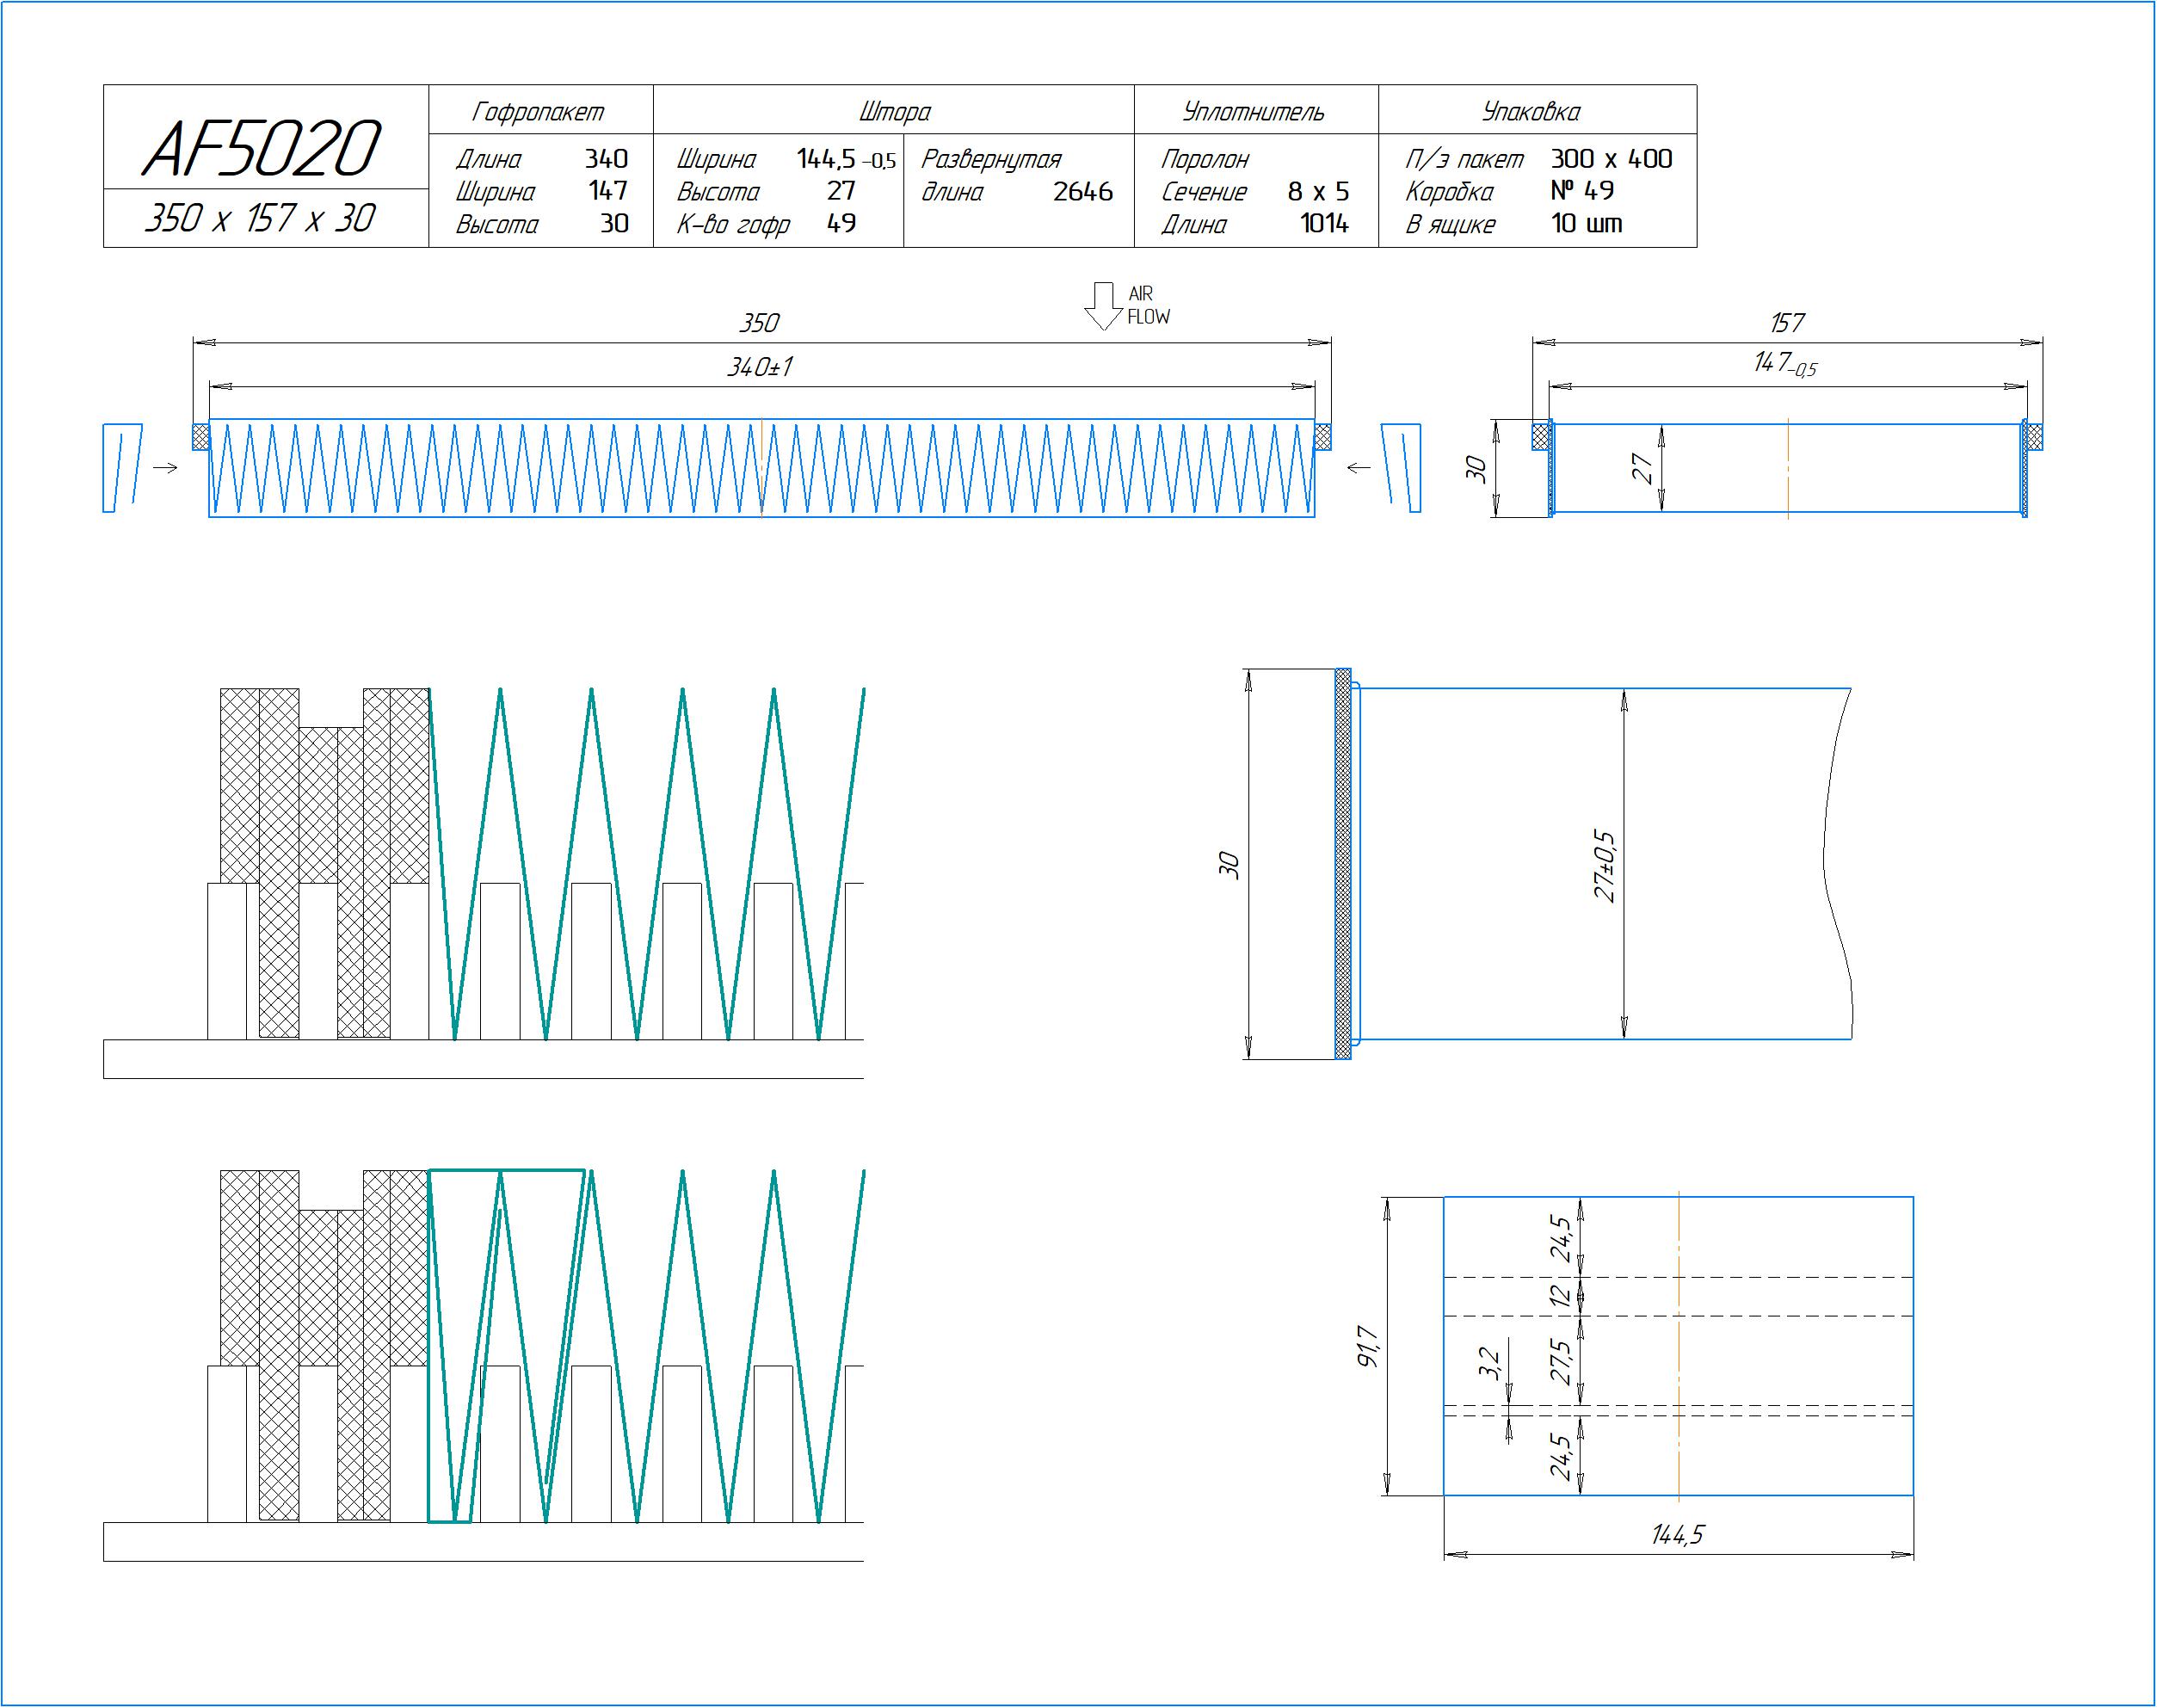 AF5020
350 x 157 x 30
Гофропакет
Длина 340
Ширина 147
Высота 30
Штора
Ширина 144,5 –0,5
Высота 27
К-во гофр 49
Развернутая
длина 2646
Уплотнитель
Поролон
Сечение 8 x 5
Длина 1014
Упаковка
П/э пакет 300 x 400
Коробка № 49
В ящике 10 шт
AIR
FLOW
350
340±1
157
147–0,5
30
27
30
27±0,5
91,7
24,5
12
27,5
3,2
24,5
144,5